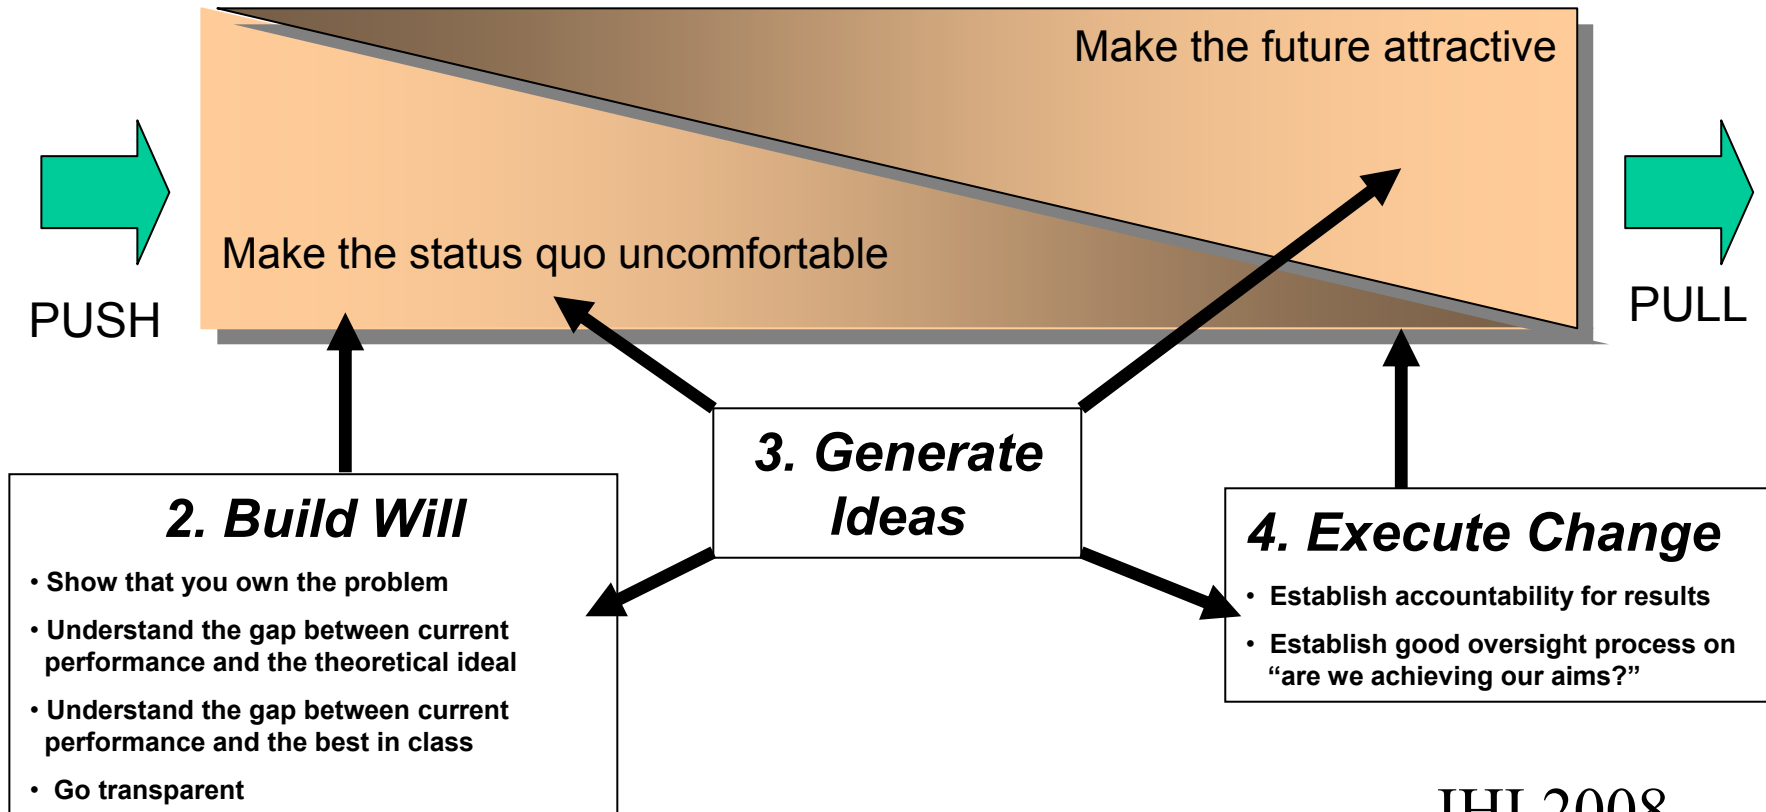 Make the future attractive
Make the status quo uncomfortable
PUSH
PULL
3. Generate
Ideas
2. Build Will
• Show that you own the problem
• Understand the gap between current
performance and the theoretical ideal
• Understand the gap between current
performance and the best in class
• Go transparent
4. Execute Change
• Establish accountability for results
• Establish good oversight process on
“are we achieving our aims?”
IHI 2008